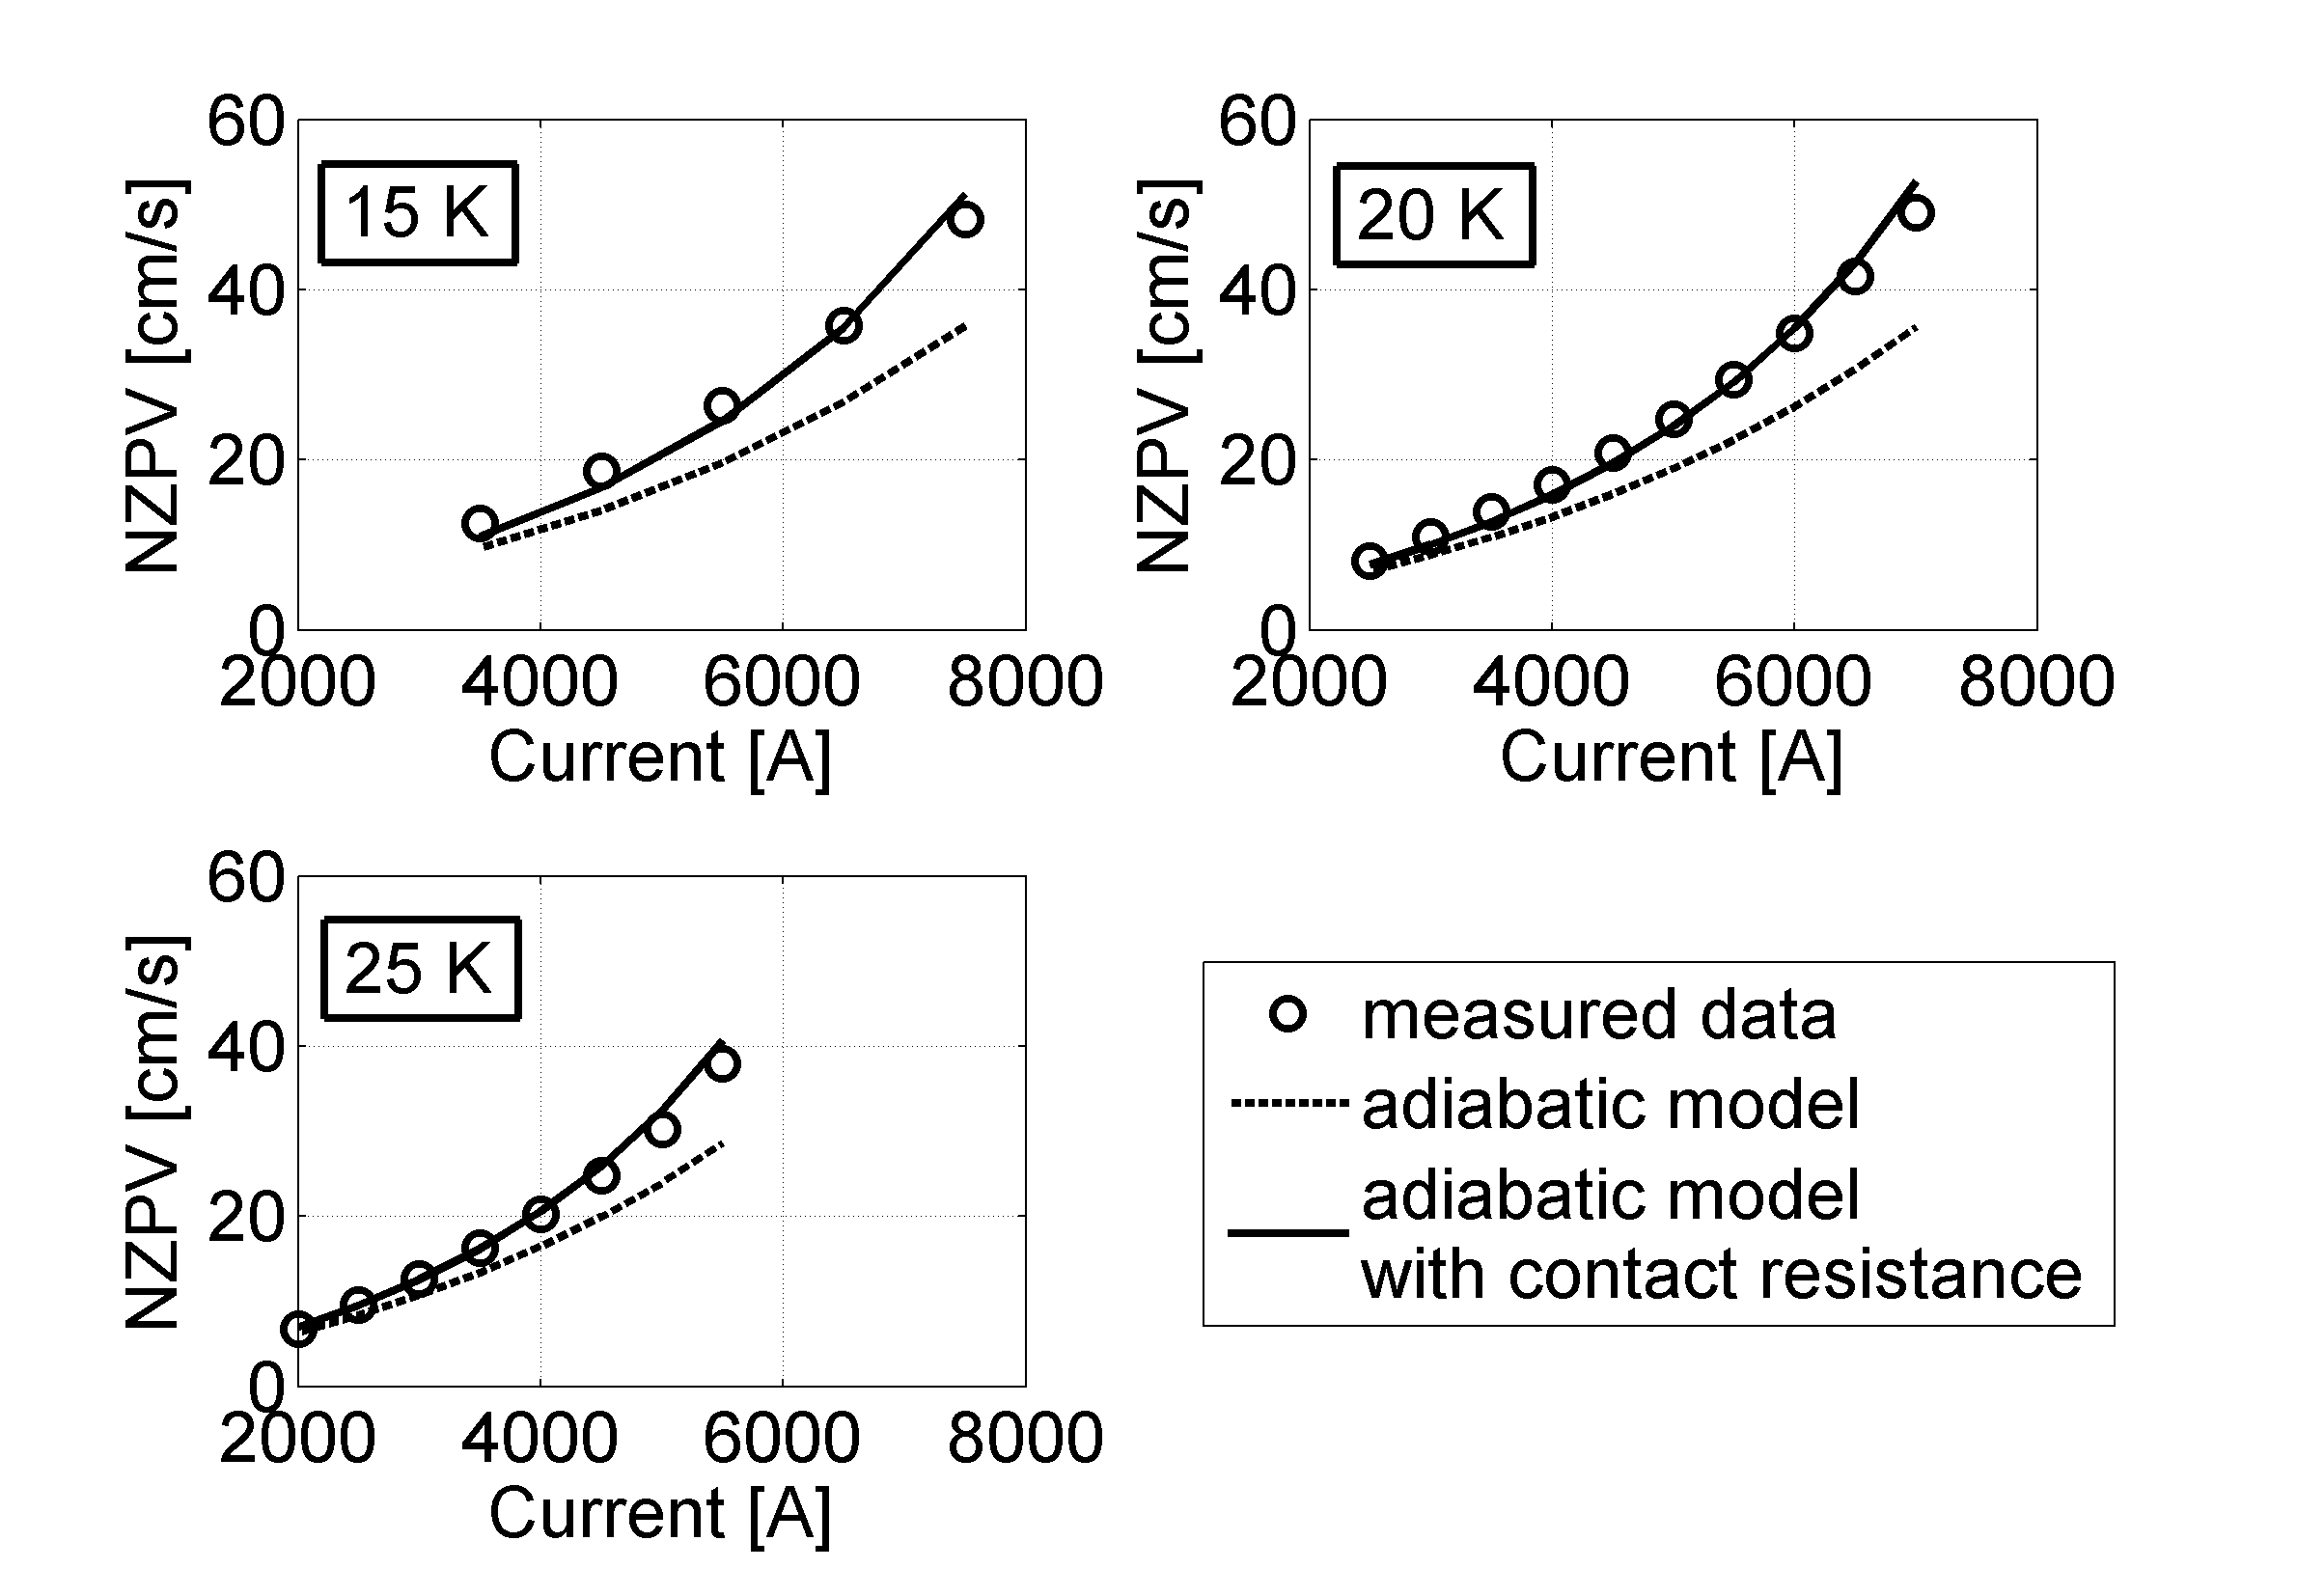 60
40
20
0
NZPV [cm/s]
15 K
2000 4000 6000 8000
Current [A]
60
40
20
0
NZPV [cm/s]
20 K
2000 4000 6000 8000
Current [A]
60
40
20
0
NZPV [cm/s]
25 K
2000 4000 6000 8000
Current [A]
measured data
adiabatic model
adiabatic model
with contact resistance